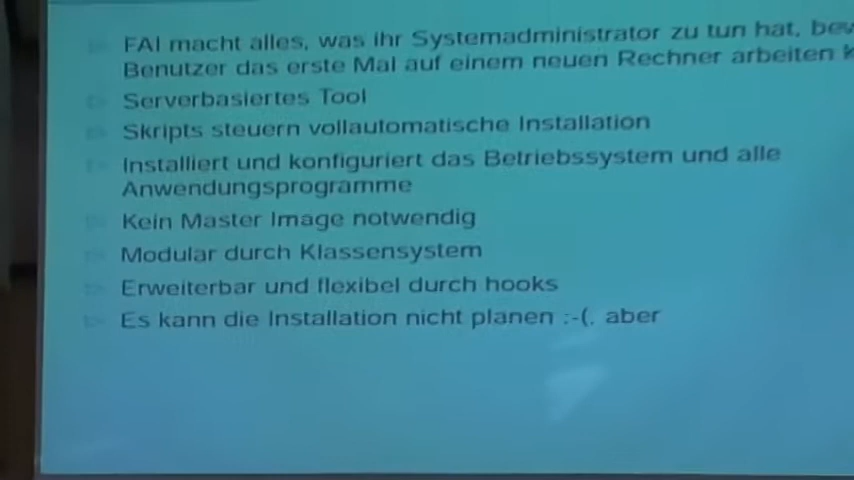 FAI macht alles, was ihr Systemadministrator zu tun hat, bev
Benutzer das erste Mal auf einem neuen Rechner arbeiten k
Serverbasiertes Tool
Skripts steuern vollautomatische Installation
Installiert und konfiguriert das Betriebssystem und alle
Anwendungsprogramme
Kein Master Image notwendig
Modular durch Klassensystem
Erweiterbar und flexibel durch hooks
Es kann die Installation nicht planen :-(, aber